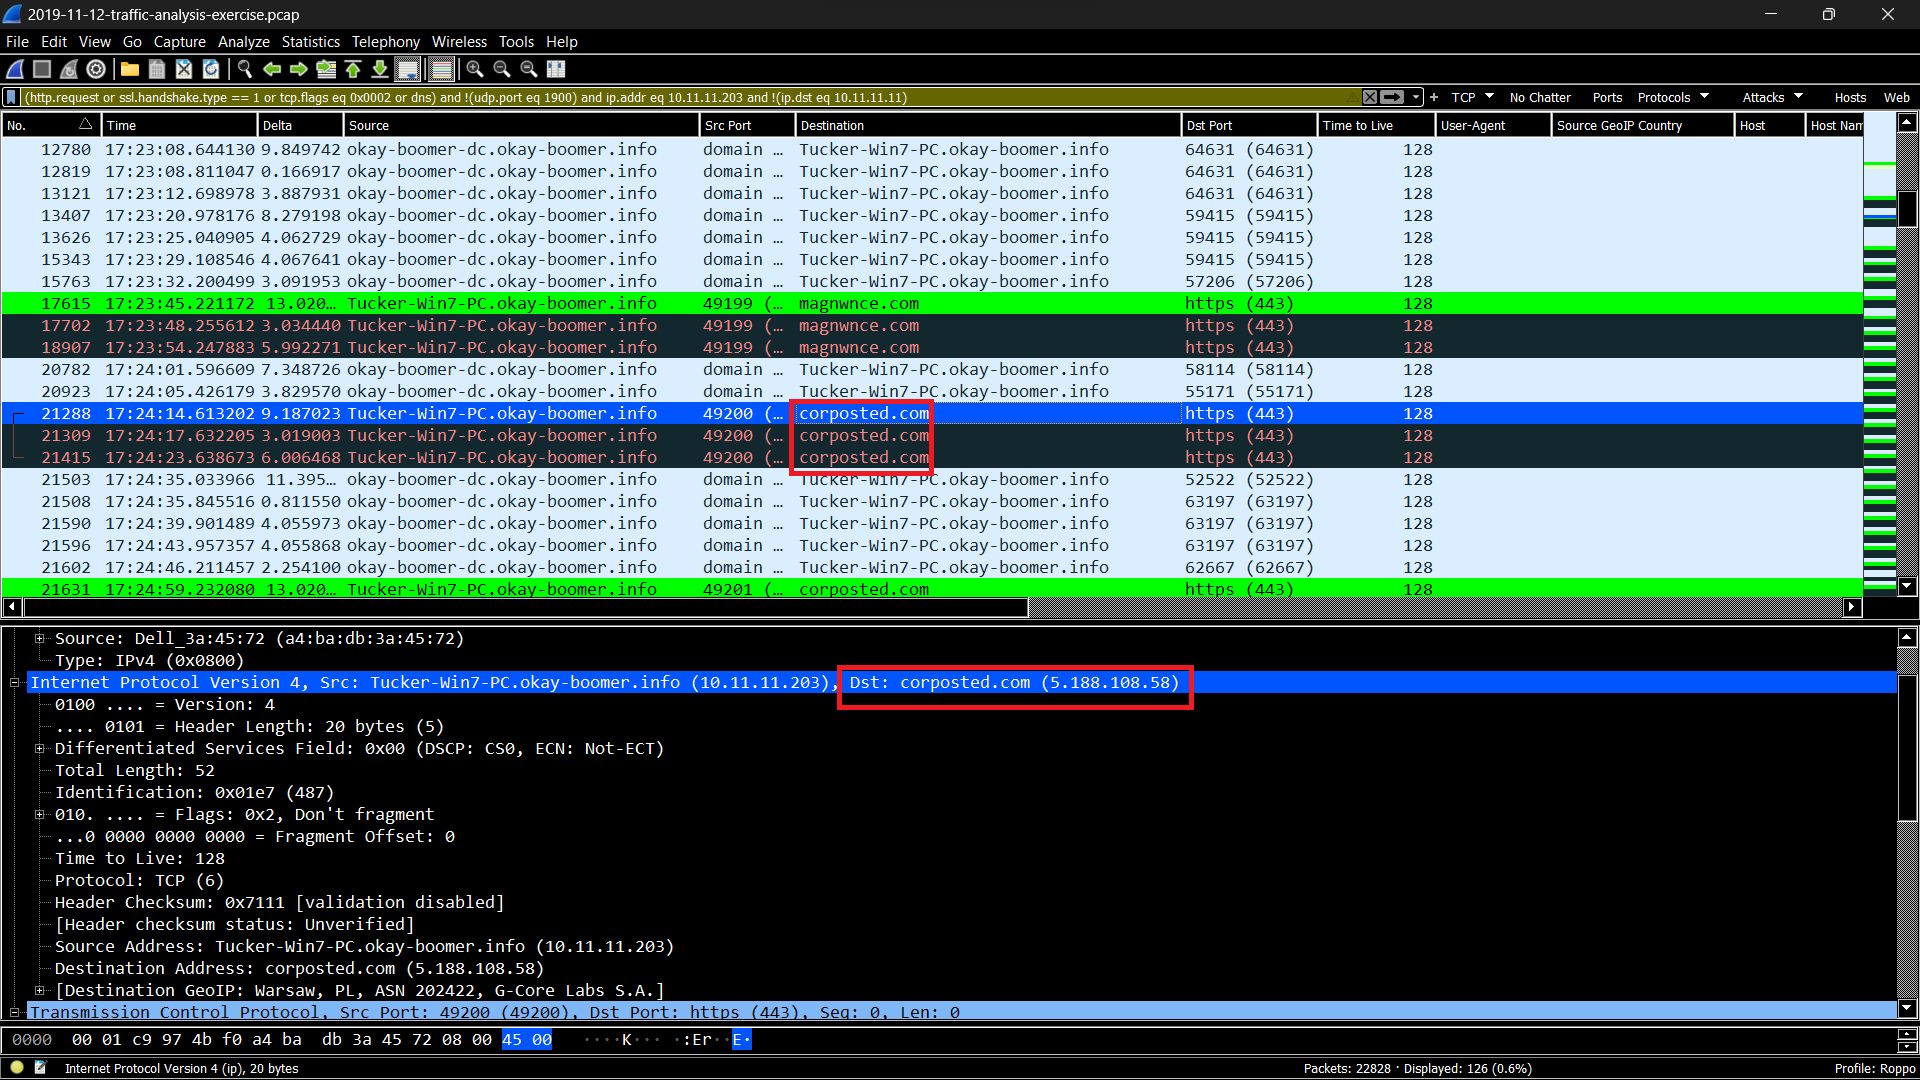 2019-11-12-traffic-analysis-exercise.pcap
File Edit View Go Capture Analyze Statistics Telephony Wireless Tools Help
(http.request or ssl.handshake.type == 1 or tcp.flags eq 0x0002 or dns) and !(udp.port eq 1900) and ip.addr eq 10.11.11.203 and !(ip.dst eq 10.11.11.11) + TCP No Chatter Ports Protocols Attacks Hosts Web
No. Time Delta Source Src Port Destination Dst Port Time to Live User-Agent Source GeoIP Country Host Host Nam
12780 17:23:08.644130 9.849742 okay-boomer-dc.okay-boomer.info domain … Tucker-Win7-PC.okay-boomer.info 64631 (64631) 128
12819 17:23:08.811047 0.166917 okay-boomer-dc.okay-boomer.info domain … Tucker-Win7-PC.okay-boomer.info 64631 (64631) 128
13121 17:23:12.698978 3.887931 okay-boomer-dc.okay-boomer.info domain … Tucker-Win7-PC.okay-boomer.info 64631 (64631) 128
13407 17:23:20.978176 8.279198 okay-boomer-dc.okay-boomer.info domain … Tucker-Win7-PC.okay-boomer.info 59415 (59415) 128
13626 17:23:25.040905 4.062729 okay-boomer-dc.okay-boomer.info domain … Tucker-Win7-PC.okay-boomer.info 59415 (59415) 128
15343 17:23:29.108546 4.067641 okay-boomer-dc.okay-boomer.info domain … Tucker-Win7-PC.okay-boomer.info 59415 (59415) 128
15763 17:23:32.200499 3.091953 okay-boomer-dc.okay-boomer.info domain … Tucker-Win7-PC.okay-boomer.info 57206 (57206) 128
17615 17:23:45.221172 13.020… Tucker-Win7-PC.okay-boomer.info 49199 (… magnwnce.com https (443) 128
17702 17:23:48.255612 3.034440 Tucker-Win7-PC.okay-boomer.info 49199 (… magnwnce.com https (443) 128
18907 17:23:54.247883 5.992271 Tucker-Win7-PC.okay-boomer.info 49199 (… magnwnce.com https (443) 128
20782 17:24:01.596609 7.348726 okay-boomer-dc.okay-boomer.info domain … Tucker-Win7-PC.okay-boomer.info 58114 (58114) 128
20923 17:24:05.426179 3.829570 okay-boomer-dc.okay-boomer.info domain … Tucker-Win7-PC.okay-boomer.info 55171 (55171) 128
21288 17:24:14.613202 9.187023 Tucker-Win7-PC.okay-boomer.info 49200 (… corposted.com https (443) 128
21309 17:24:17.632205 3.019003 Tucker-Win7-PC.okay-boomer.info 49200 (… corposted.com https (443) 128
21415 17:24:23.638673 6.006468 Tucker-Win7-PC.okay-boomer.info 49200 (… corposted.com https (443) 128
21503 17:24:35.033966 11.395… okay-boomer-dc.okay-boomer.info domain … Tucker-Win7-PC.okay-boomer.info 52522 (52522) 128
21508 17:24:35.845516 0.811550 okay-boomer-dc.okay-boomer.info domain … Tucker-Win7-PC.okay-boomer.info 63197 (63197) 128
21590 17:24:39.901489 4.055973 okay-boomer-dc.okay-boomer.info domain … Tucker-Win7-PC.okay-boomer.info 63197 (63197) 128
21596 17:24:43.957357 4.055868 okay-boomer-dc.okay-boomer.info domain … Tucker-Win7-PC.okay-boomer.info 63197 (63197) 128
21602 17:24:46.211457 2.254100 okay-boomer-dc.okay-boomer.info domain … Tucker-Win7-PC.okay-boomer.info 62667 (62667) 128
21631 17:24:59.232080 13.020… Tucker-Win7-PC.okay-boomer.info 49201 (… corposted.com https (443) 128
Source: Dell_3a:45:72 (a4:ba:db:3a:45:72)
Type: IPv4 (0x0800)
Internet Protocol Version 4, Src: Tucker-Win7-PC.okay-boomer.info (10.11.11.203), Dst: corposted.com (5.188.108.58)
0100 .... = Version: 4
.... 0101 = Header Length: 20 bytes (5)
Differentiated Services Field: 0x00 (DSCP: CS0, ECN: Not-ECT)
Total Length: 52
Identification: 0x01e7 (487)
010. .... = Flags: 0x2, Don't fragment
...0 0000 0000 0000 = Fragment Offset: 0
Time to Live: 128
Protocol: TCP (6)
Header Checksum: 0x7111 [validation disabled]
[Header checksum status: Unverified]
Source Address: Tucker-Win7-PC.okay-boomer.info (10.11.11.203)
Destination Address: corposted.com (5.188.108.58)
[Destination GeoIP: Warsaw, PL, ASN 202422, G-Core Labs S.A.]
Transmission Control Protocol, Src Port: 49200 (49200), Dst Port: https (443), Seq: 0, Len: 0
0000 00 01 c9 97 4b f0 a4 ba db 3a 45 72 08 00 45 00 ····K··· ·:Er··E·
Internet Protocol Version 4 (ip), 20 bytes Packets: 22828 · Displayed: 126 (0.6%) Profile: Roppo